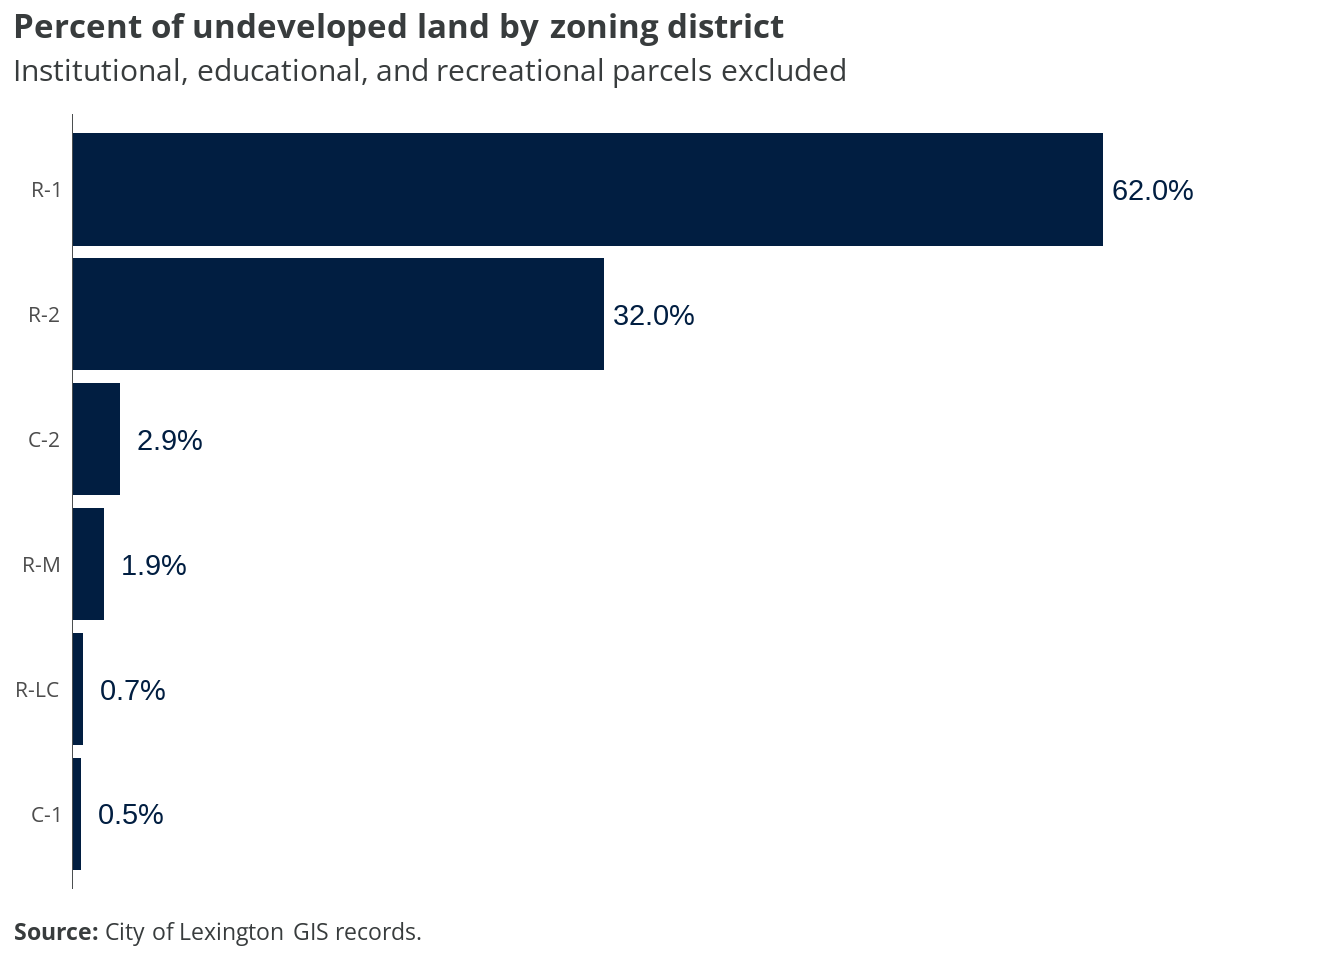 Percent of undeveloped land by zoning district
Institutional, educational, and recreational parcels excluded
R-1 62.0%
R-2 32.0%
C-2 2.9%
R-M 1.9%
R-LC 0.7%
C-1 0.5%
Source: City of Lexington GIS records.